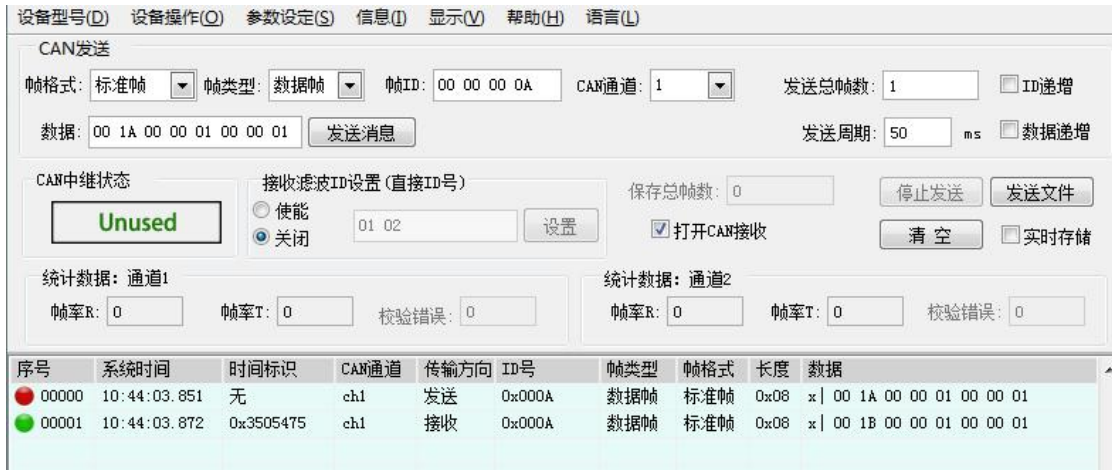 设备型号(D) 设备操作(O) 参数设定(S) 信息(I) 显示(V) 帮助(H) 语言(L)
CAN发送
帧格式: 标准帧 帧类型: 数据帧 帧ID: 00 00 00 0A CAN通道: 1 发送总帧数: 1 ID递增
数据: 00 1A 00 00 01 00 00 01 发送消息 发送周期: 50 ms 数据递增
CAN中继状态 接收滤波ID设置(直接ID号) 保存总帧数: 0 停止发送 发送文件
Unused 使能 01 02 设置
关闭 打开CAN接收 清 空 实时存储
统计数据: 通道1 统计数据: 通道2
帧率R: 0 帧率T: 0 校验错误: 0 帧率R: 0 帧率T: 0 校验错误: 0
序号 系统时间 时间标识 CAN通道 传输方向 ID号 帧类型 帧格式 长度 数据
00000 10:44:03.851 无 ch1 发送 0x000A 数据帧 标准帧 0x08 x| 00 1A 00 00 01 00 00 01
00001 10:44:03.872 0x3505475 ch1 接收 0x000A 数据帧 标准帧 0x08 x| 00 1B 00 00 01 00 00 01